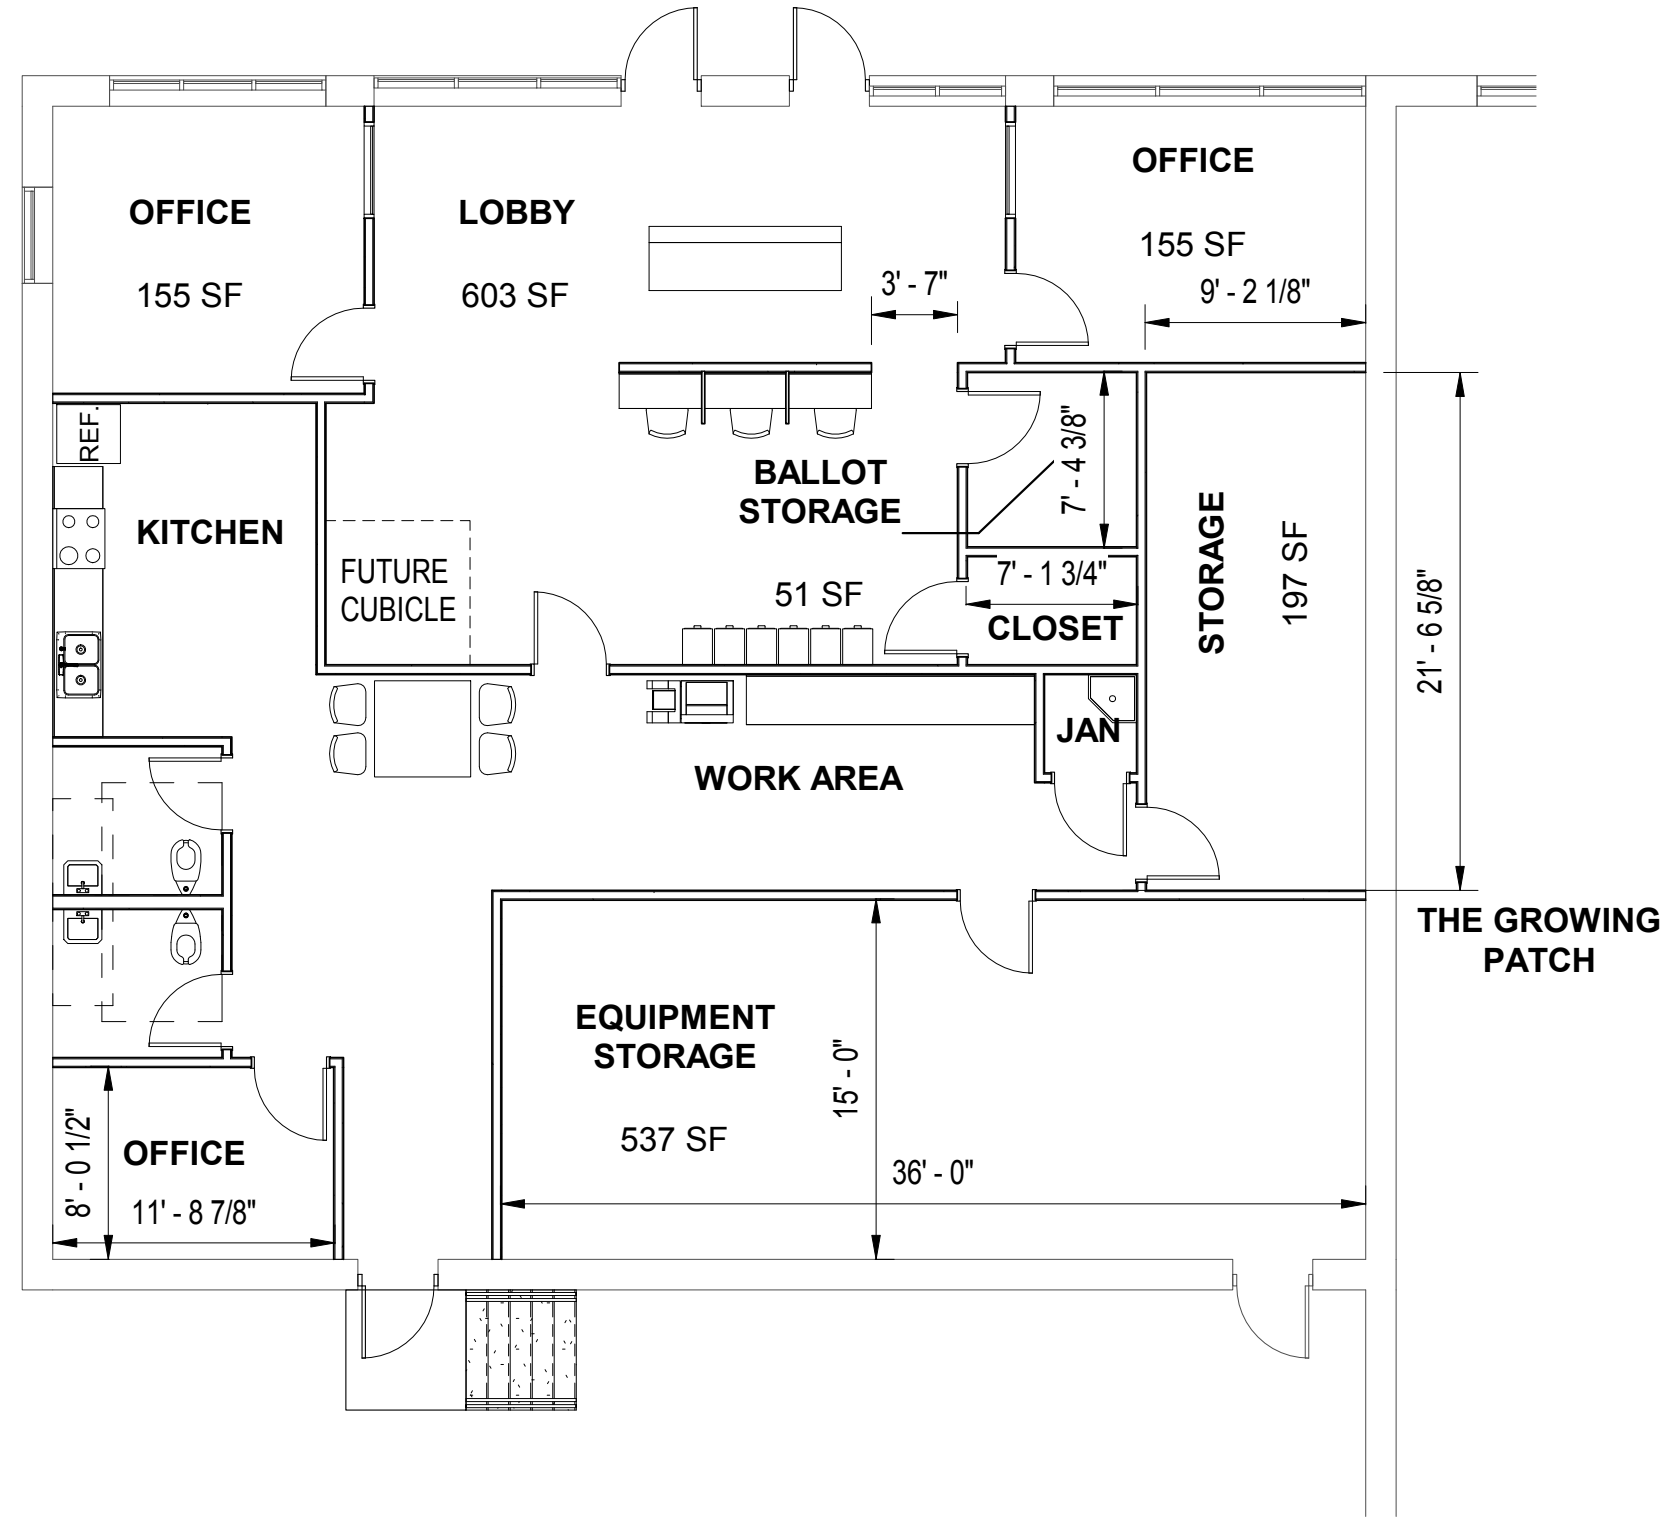 OFFICE
155 SF
LOBBY
603 SF
3' - 7"
OFFICE
155 SF
9' - 2 1/8"
REF.
KITCHEN
FUTURE
CUBICLE
BALLOT
STORAGE
51 SF
7' - 4 3/8"
7' - 1 3/4"
CLOSET
STORAGE
197 SF
21' - 6 5/8"
JAN
WORK AREA
THE GROWING
PATCH
EQUIPMENT
STORAGE
537 SF
15' - 0"
36' - 0"
8' - 0 1/2"
OFFICE
11' - 8 7/8"